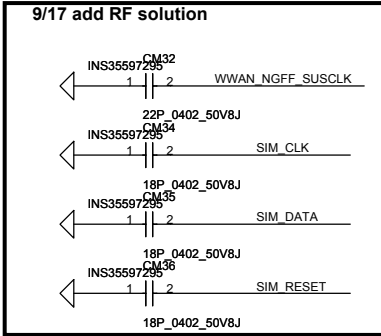 9/17 add RF solution
CM32
INS35597295
1 2 WWAN_NGFF_SUSCLK
22P_0402_50V8J
CM34
INS35597295
1 2 SIM_CLK
18P_0402_50V8J
CM35
INS35597295
1 2 SIM_DATA
18P_0402_50V8J
CM36
INS35597295
1 2 SIM_RESET
18P_0402_50V8J